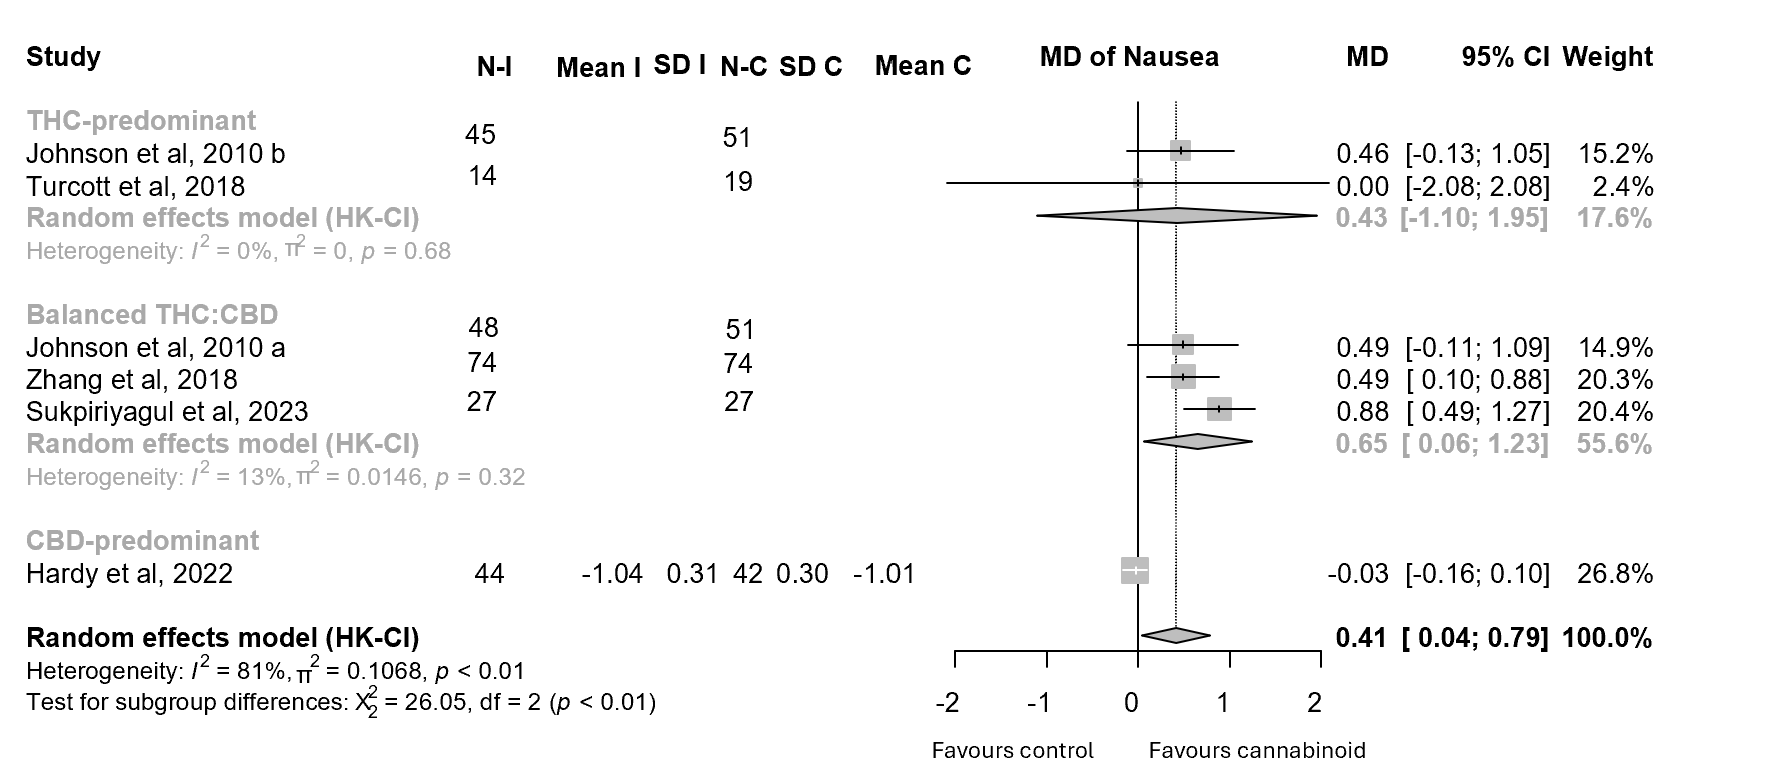 Study N-I Mean I SD I N-C SD C Mean C MD of Nausea MD 95% CI Weight
THC-predominant
Johnson et al, 2010 b 45 51 0.46 [-0.13; 1.05] 15.2%
Turcott et al, 2018 14 19 0.00 [-2.08; 2.08] 2.4%
Random effects model (HK-CI) 0.43 [-1.10; 1.95] 17.6%
Heterogeneity: I² = 0%, π² = 0, p = 0.68
Balanced THC:CBD
Johnson et al, 2010 a 48 51 0.49 [-0.11; 1.09] 14.9%
Zhang et al, 2018 74 74 0.49 [ 0.10; 0.88] 20.3%
Sukpiriyagul et al, 2023 27 27 0.88 [ 0.49; 1.27] 20.4%
Random effects model (HK-CI) 0.65 [ 0.06; 1.23] 55.6%
Heterogeneity: I² = 13%, π² = 0.0146, p = 0.32
CBD-predominant
Hardy et al, 2022 44 -1.04 0.31 42 0.30 -1.01 -0.03 [-0.16; 0.10] 26.8%
Random effects model (HK-CI) 0.41 [ 0.04; 0.79] 100.0%
Heterogeneity: I² = 81%, π² = 0.1068, p < 0.01
Test for subgroup differences: X²₂ = 26.05, df = 2 (p < 0.01)
-2 -1 0 1 2
Favours control Favours cannabinoid